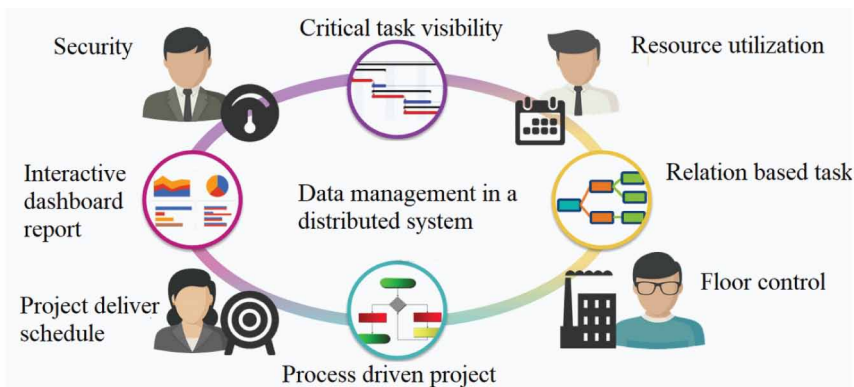 Critical task visibility
Security
Resource utilization
Interactive
dashboard
report
Data management in a
distributed system
Relation based task
Project deliver
schedule
Floor control
Process driven project